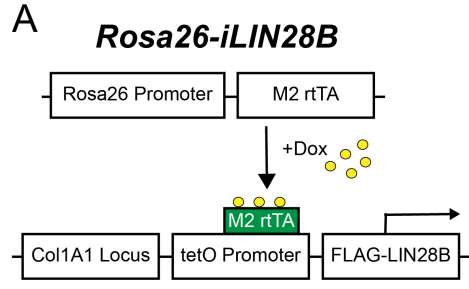 A
Rosa26-iLIN28B
Rosa26 Promoter M2 rtTA
+Dox
M2 rtTA
Col1A1 Locus tetO Promoter FLAG-LIN28B